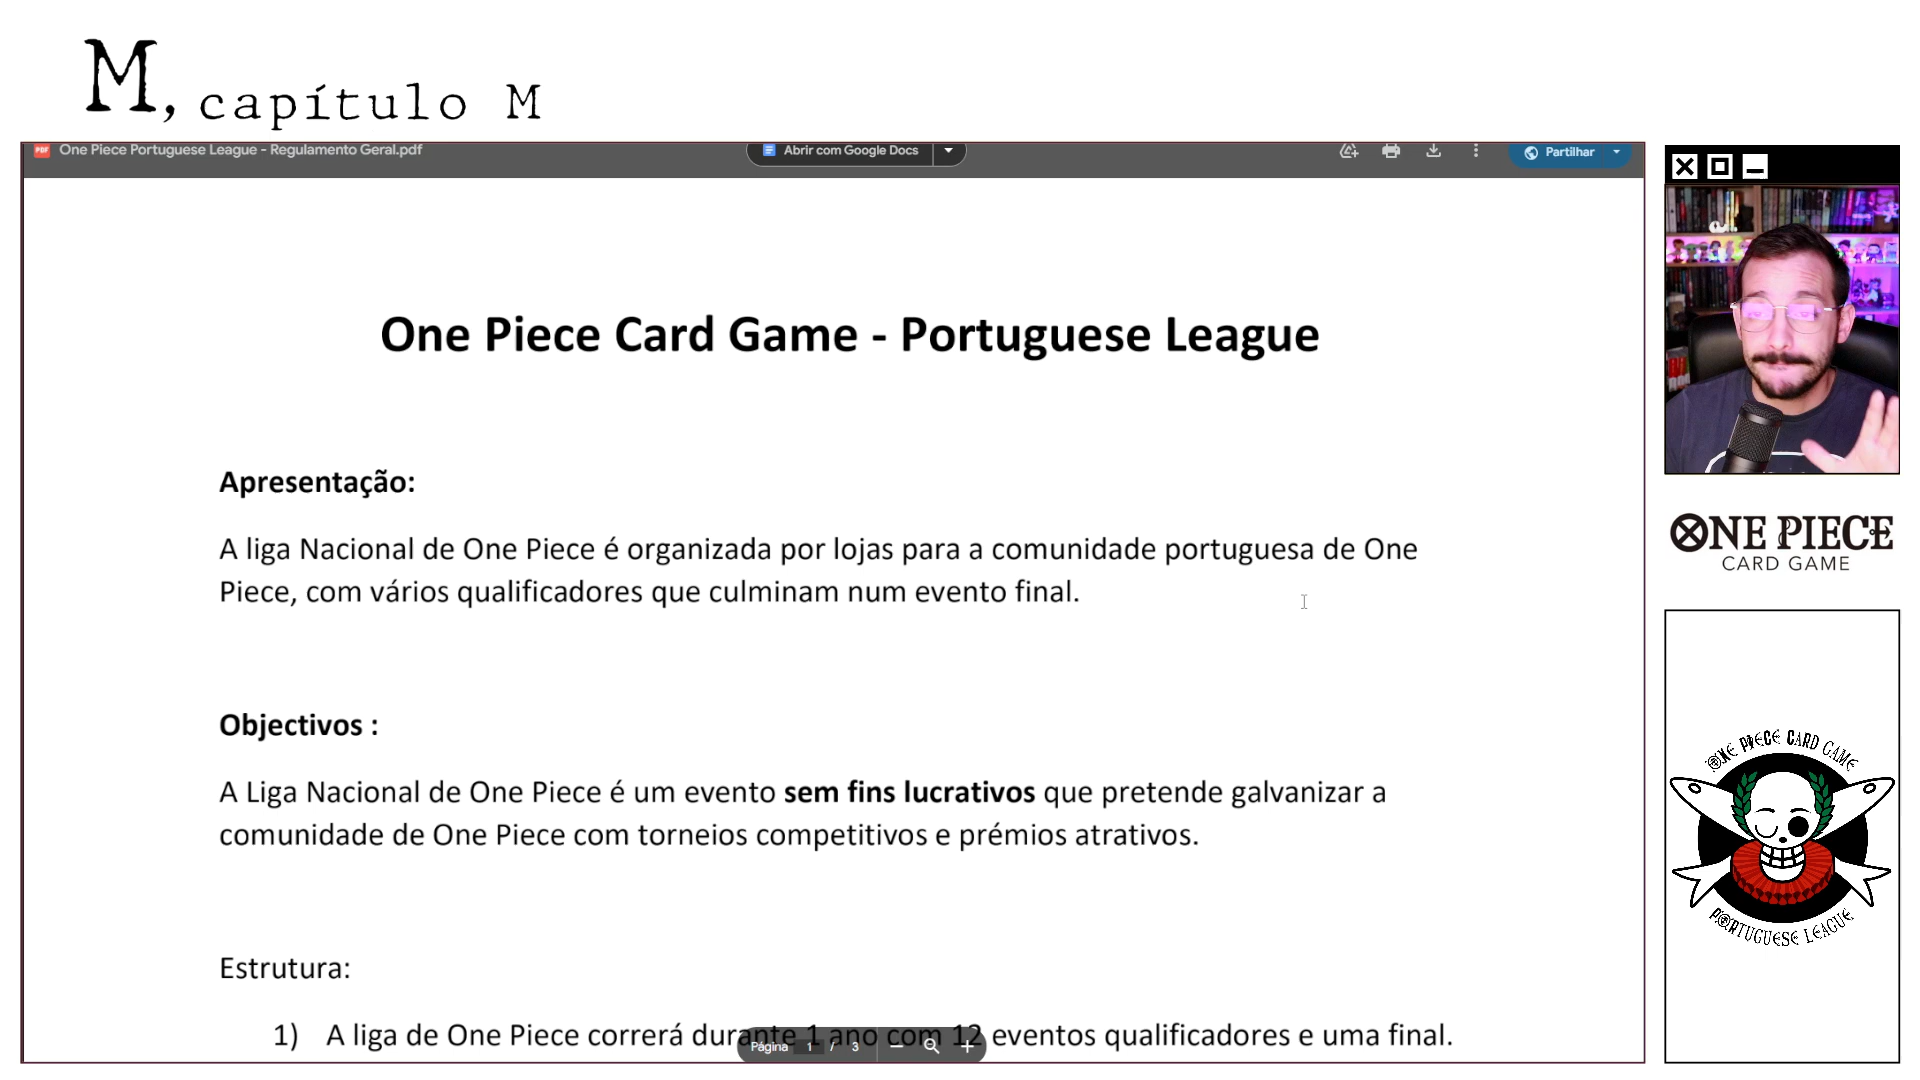 M, capítulo M
One Piece Portuguese League - Regulamento Geral.pdf
Abrir com Google Docs
Partilhar
One Piece Card Game - Portuguese League
Apresentação:
A liga Nacional de One Piece é organizada por lojas para a comunidade portuguesa de One
Piece, com vários qualificadores que culminam num evento final.
Objectivos :
A Liga Nacional de One Piece é um evento sem fins lucrativos que pretende galvanizar a
comunidade de One Piece com torneios competitivos e prémios atrativos.
Estrutura:
1) A liga de One Piece correrá durante 1 ano com 12 eventos qualificadores e uma final.
Página 1 / 3
ONE PIECE
CARD GAME
ONE PIECE CARD GAME
PORTUGUESE LEAGUE